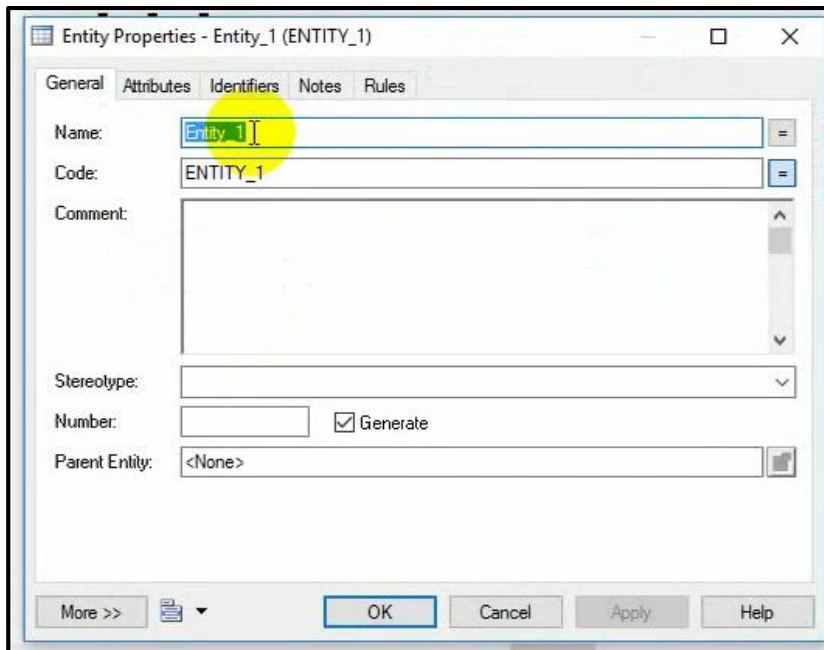 Entity Properties - Entity_1 (ENTITY_1)
General Attributes Identifiers Notes Rules
Name: Entity_1 =
Code: ENTITY_1 =
Comment:
Stereotype:
Number: Generate
Parent Entity: <None>
More >> OK Cancel Apply Help